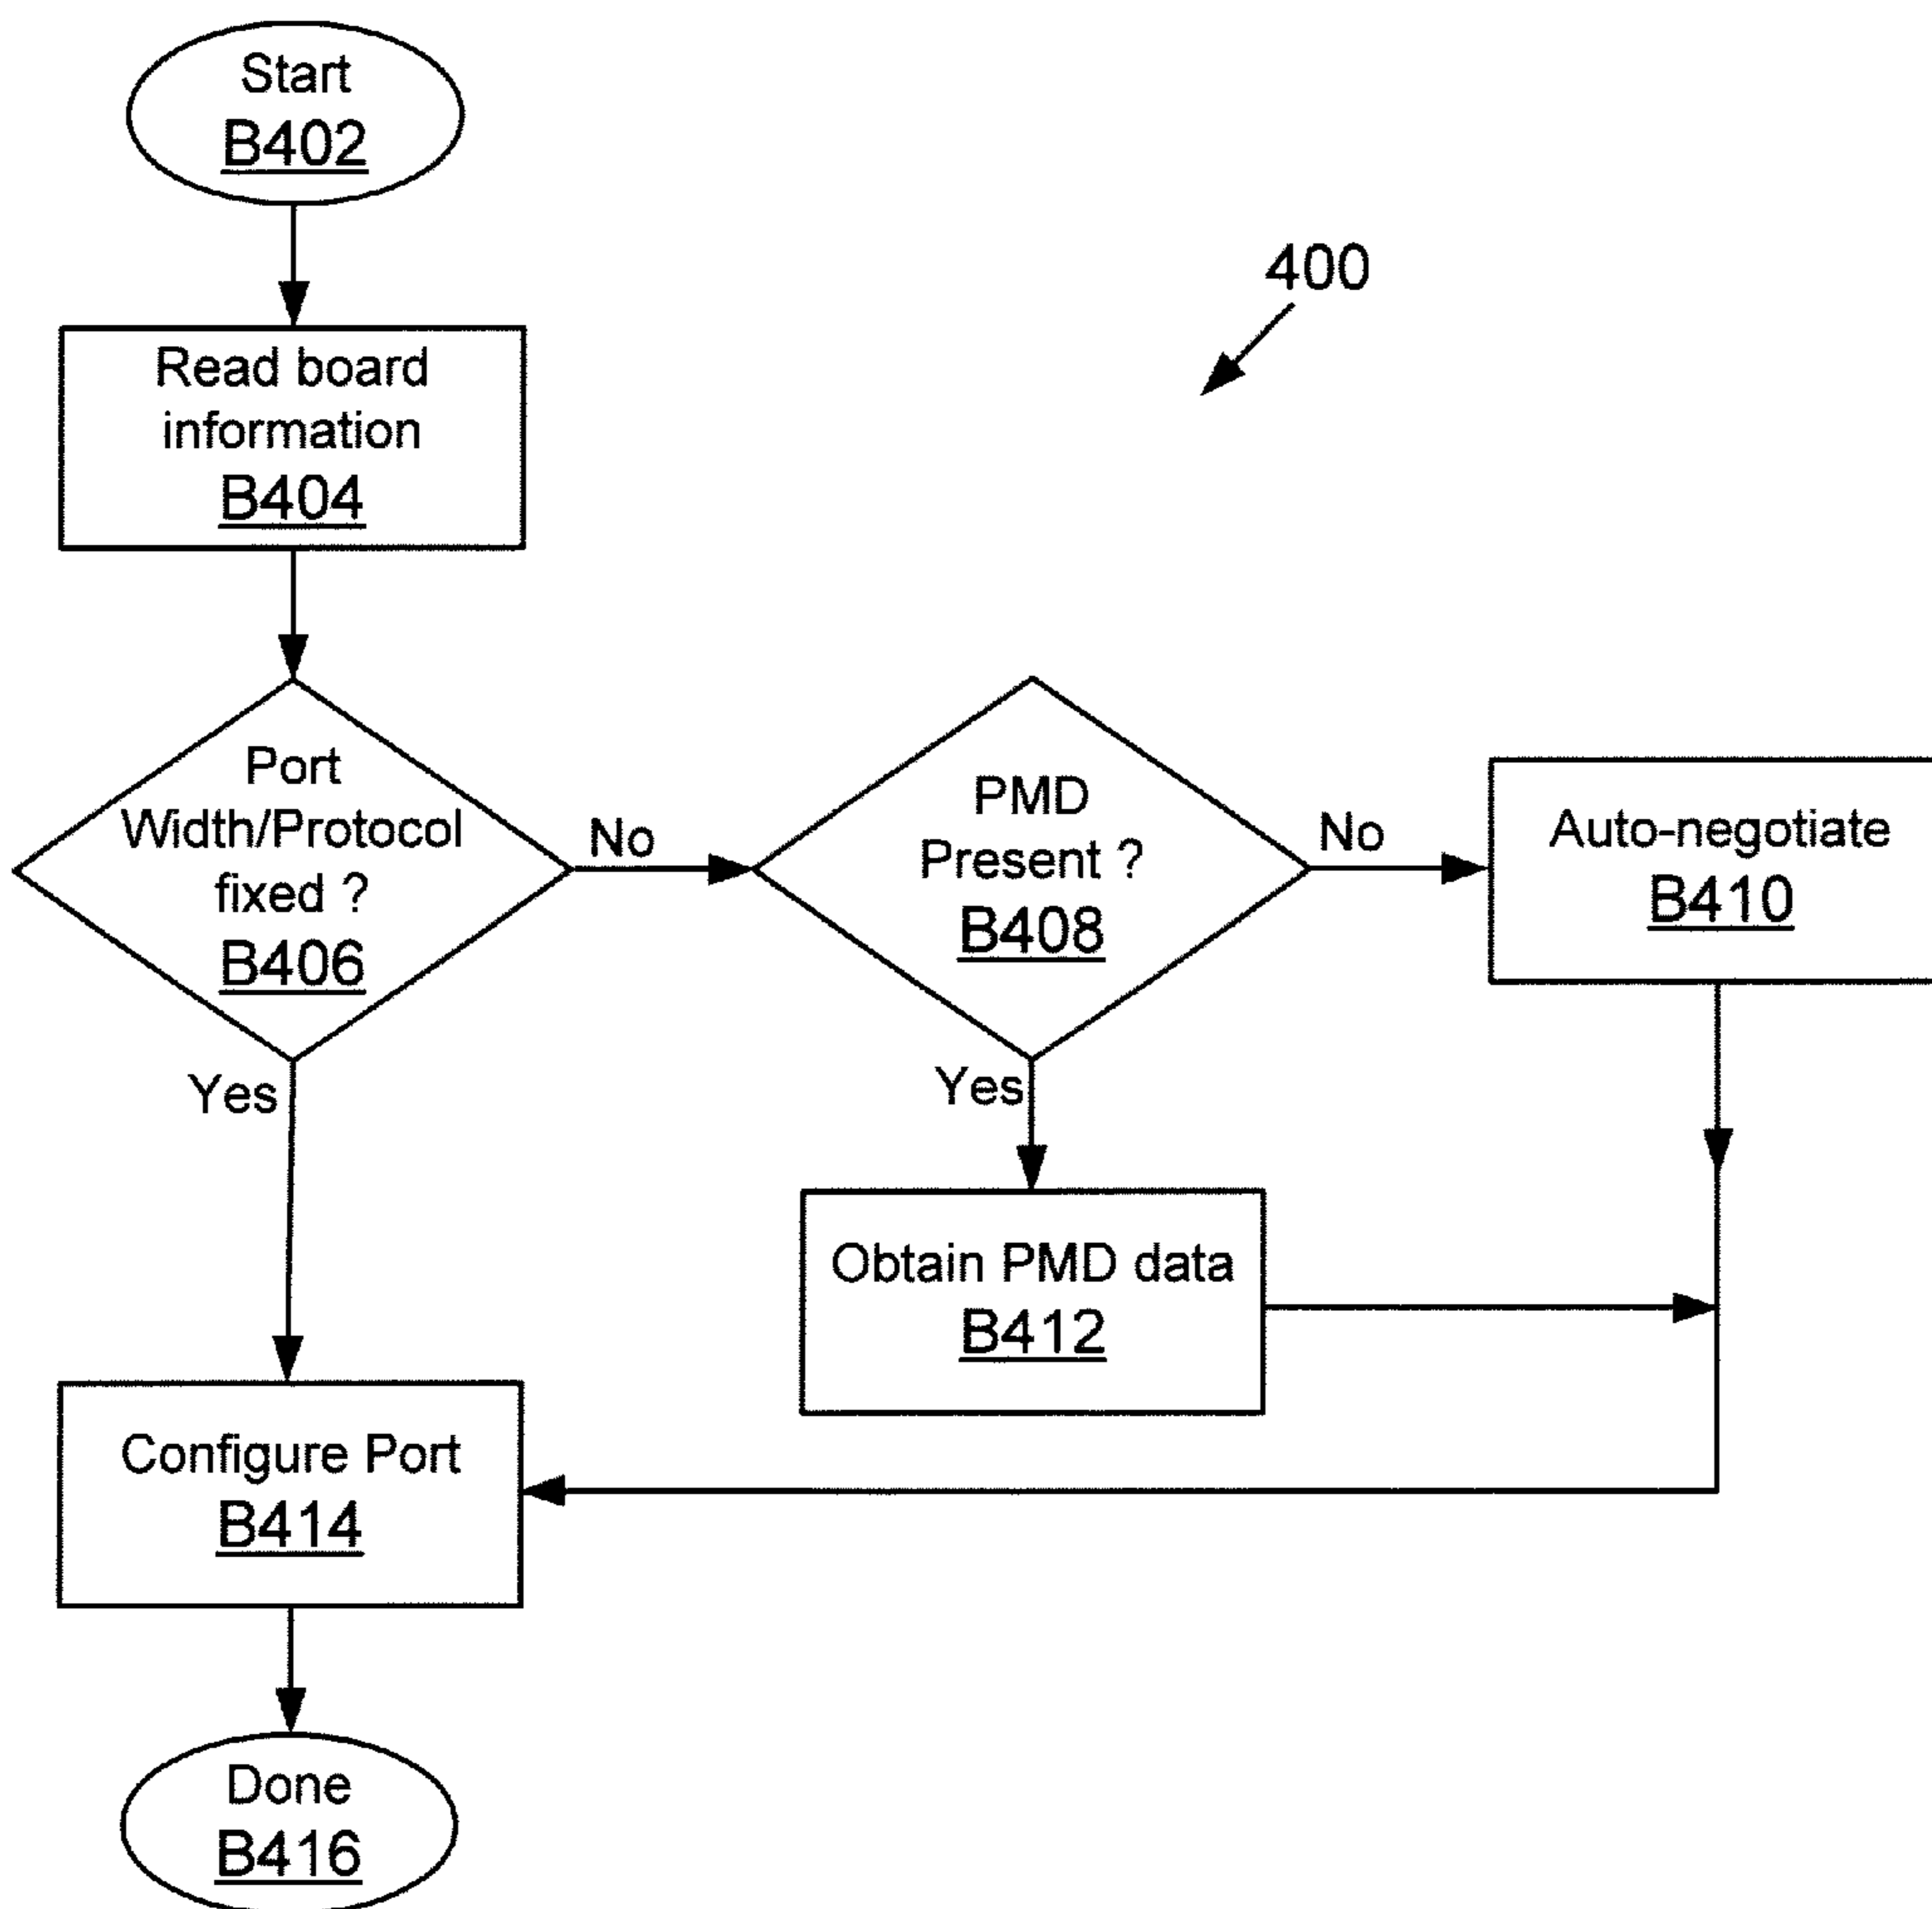 Start
B402
400
Read board
information
B404
Port
Width/Protocol
fixed ?
B406
No
PMD
Present ?
B408
No
Auto-negotiate
B410
Yes
Yes
Obtain PMD data
B412
Configure Port
B414
Done
B416